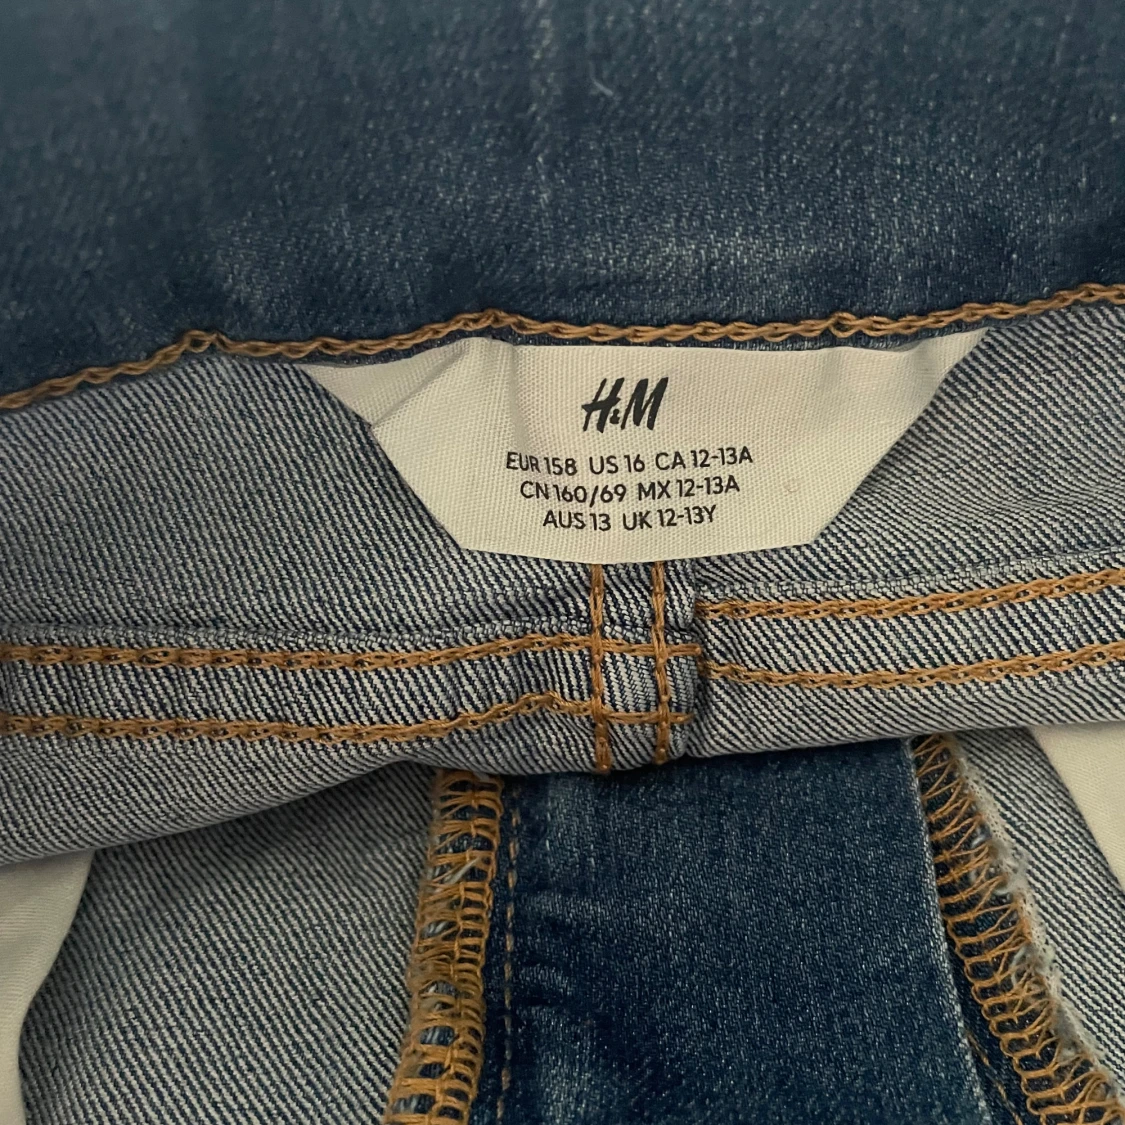 H&M
EUR 158 US 16 CA 12-13A
CN 160/69 MX 12-13A
AUS 13 UK 12-13Y